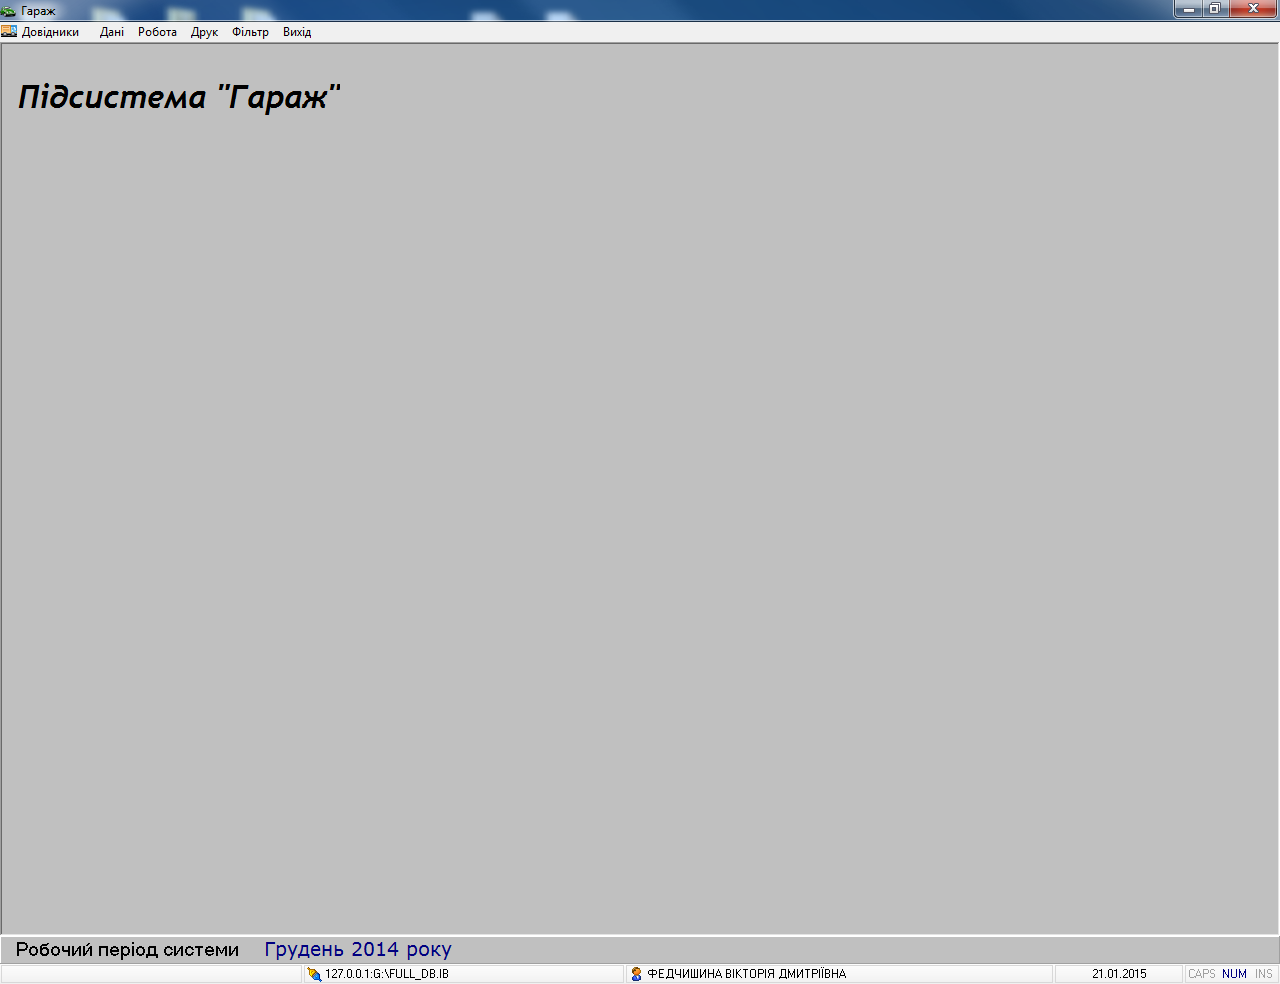 Гараж
Довідники Дані Робота Друк Фільтр Вихід
Підсистема "Гараж"
Робочий період системи Грудень 2014 року
127.0.0.1:G:\FULL_DB.IB ФЕДЧИШИНА ВІКТОРІЯ ДМИТРІЇВНА 21.01.2015 CAPS NUM INS